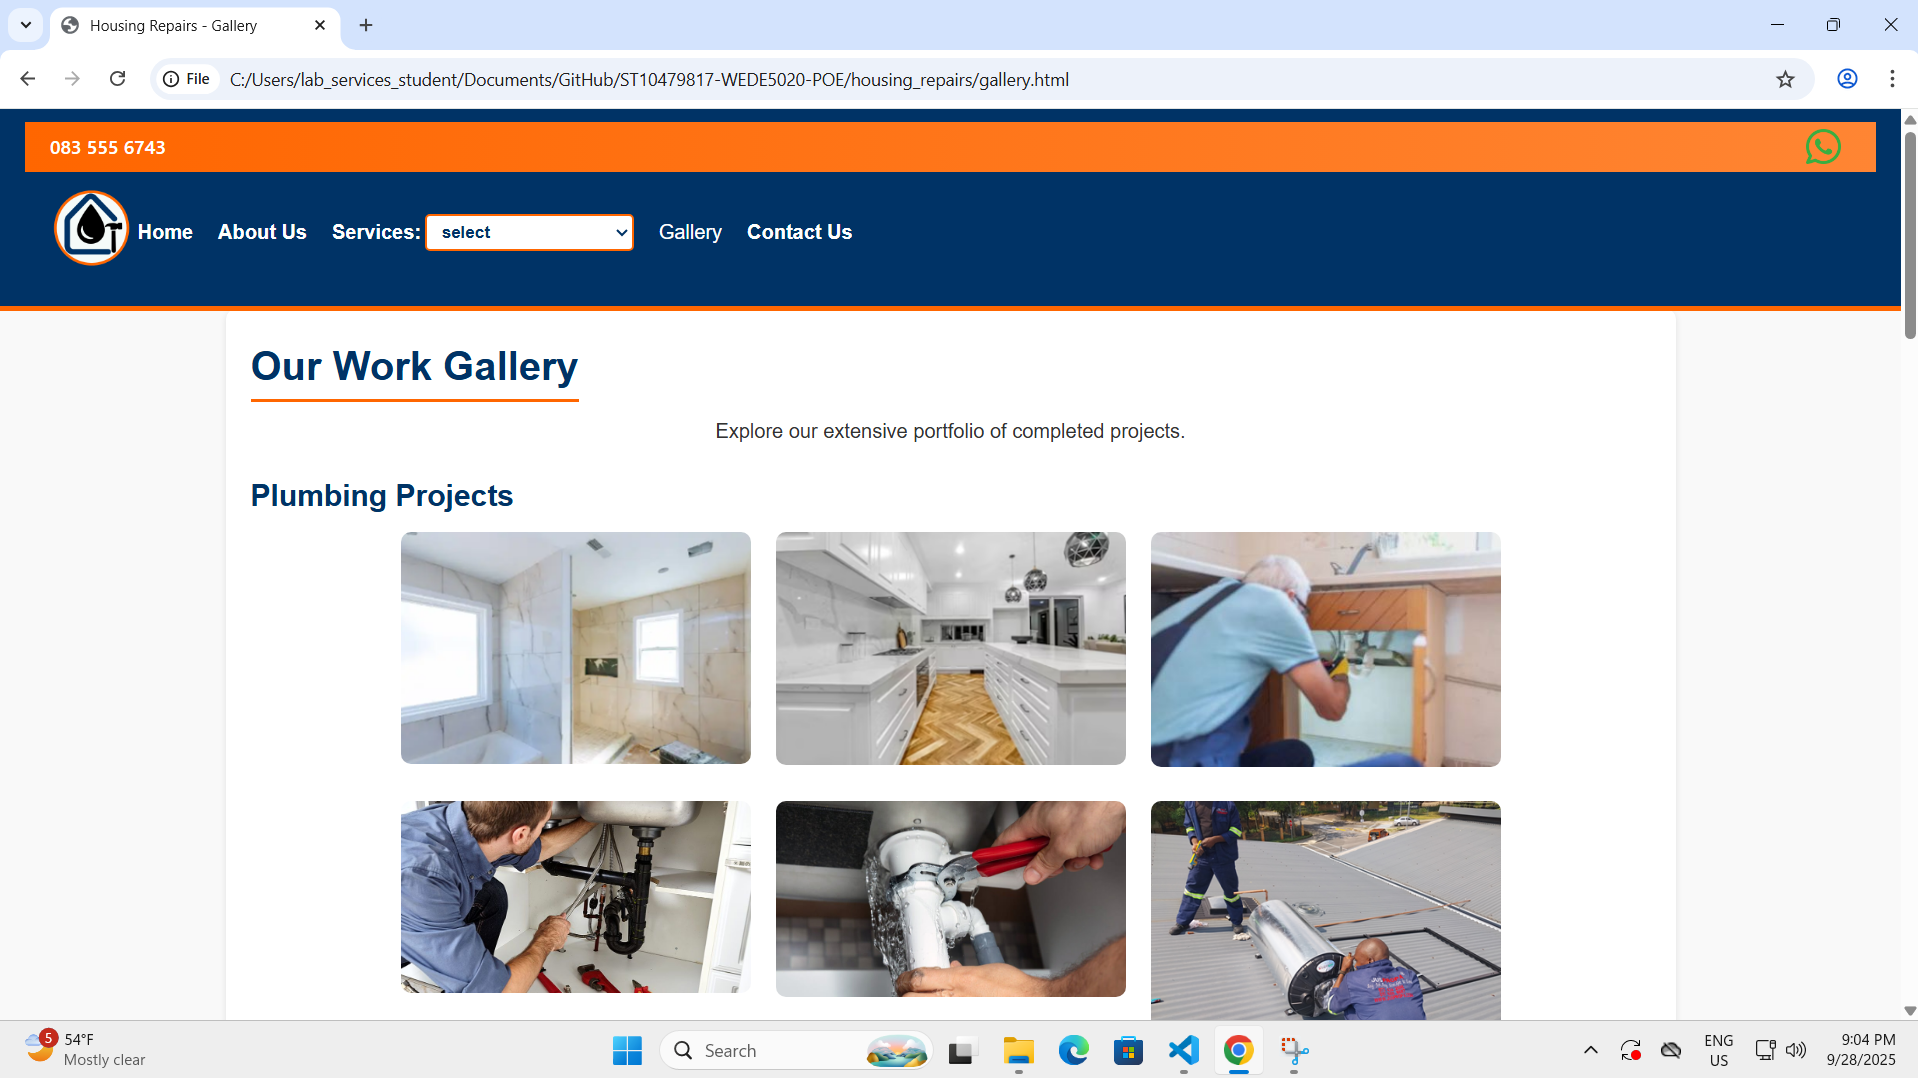 Housing Repairs - Gallery
File
C:/Users/lab_services_student/Documents/GitHub/ST10479817-WEDE5020-POE/housing_repairs/gallery.html
083 555 6743
Home
About Us
Services:
select
Gallery
Contact Us
Our Work Gallery
Explore our extensive portfolio of completed projects.
Plumbing Projects
5
54°F
Mostly clear
Search
ENG
US
9:04 PM
9/28/2025